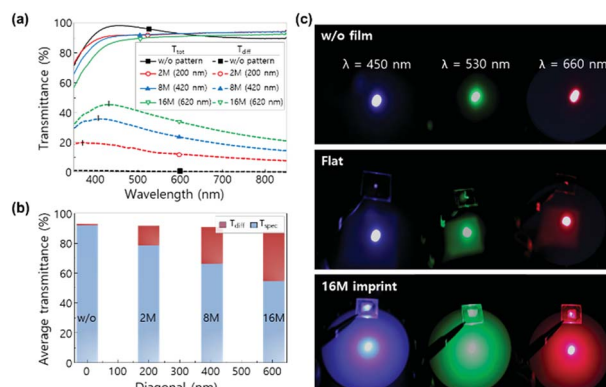 (a)
Transmittance (%)
100
80
60
40
20
0
T_tot T_diff
w/o pattern w/o pattern
2M (200 nm) 2M (200 nm)
8M (420 nm) 8M (420 nm)
16M (620 nm) 16M (620 nm)
400 500 600 700 800
Wavelength (nm)
(b)
Average transmittance (%)
100
80
60
40
T_diff T_spec
w/o 2M 8M 16M
0 100 200 300 400 500 600
Diagonal (nm)
(c)
w/o film
λ = 450 nm λ = 530 nm λ = 660 nm
Flat
16M imprint